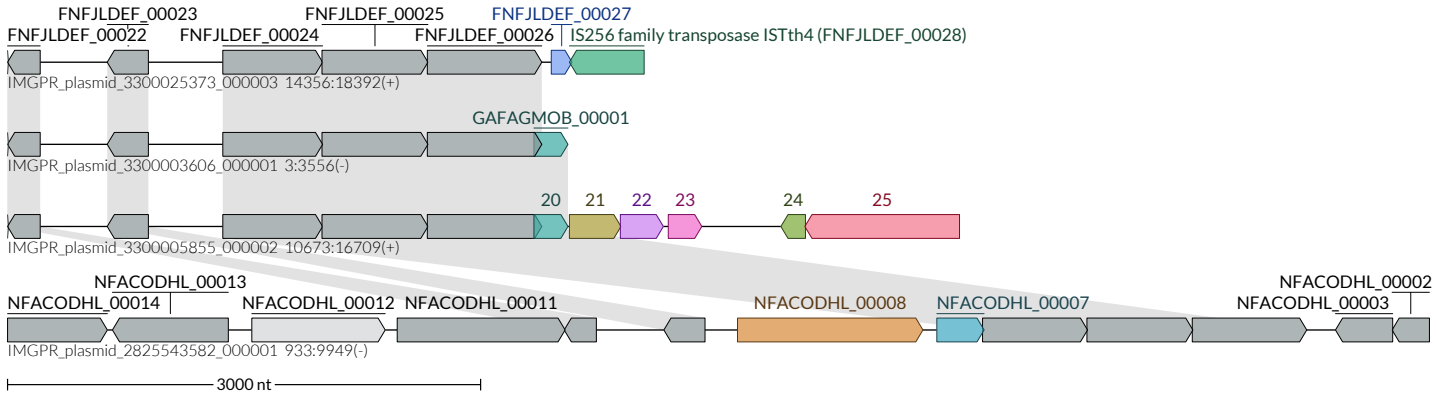 FNFJLDEF_00023 FNFJLDEF_00025 FNFJLDEF_00027
FNFJLDEF_00022 FNFJLDEF_00024 FNFJLDEF_00026 IS256 family transposase ISTth4 (FNFJLDEF_00028)
IMGPR_plasmid_3300025373_000003 14356:18392(+)
GAFAGMOB_00001
IMGPR_plasmid_3300003606_000001 3:3556(-)
20 21 22 23 24 25
IMGPR_plasmid_3300005855_000002 10673:16709(+)
NFACODHL_00013 NFACODHL_00002
NFACODHL_00014 NFACODHL_00012 NFACODHL_00011 NFACODHL_00008 NFACODHL_00007 NFACODHL_00003
IMGPR_plasmid_2825543582_000001 933:9949(-)
3000 nt